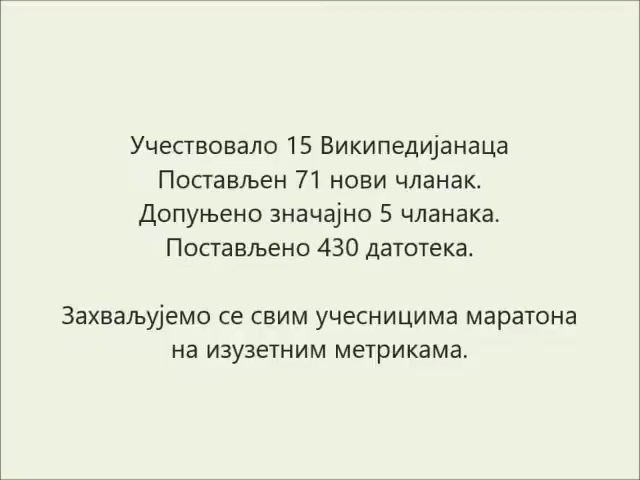 Учествовало 15 Википедијанаца
Постављен 71 нови чланак.
Допуњено значајно 5 чланака.
Постављено 430 датотека.
Захваљујемо се свим учесницима маратона
на изузетним метрикама.